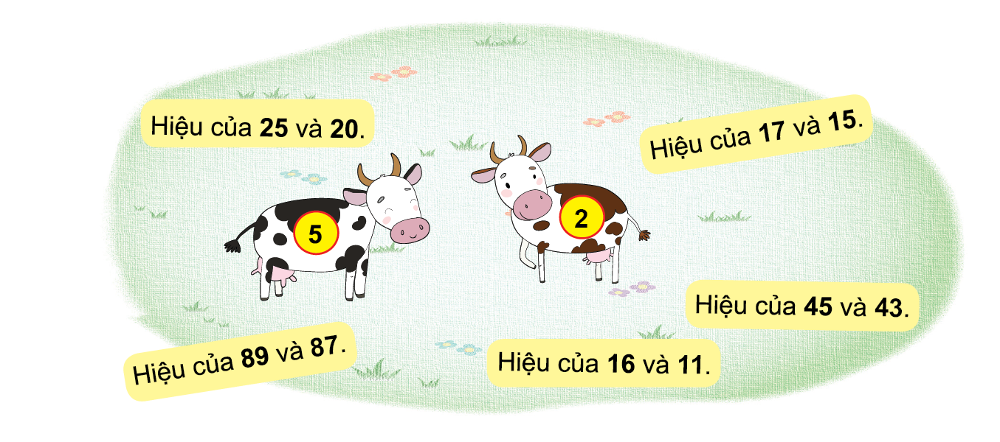 Hiệu của 25 và 20.
Hiệu của 17 và 15.
5
2
Hiệu của 45 và 43.
Hiệu của 89 và 87.
Hiệu của 16 và 11.